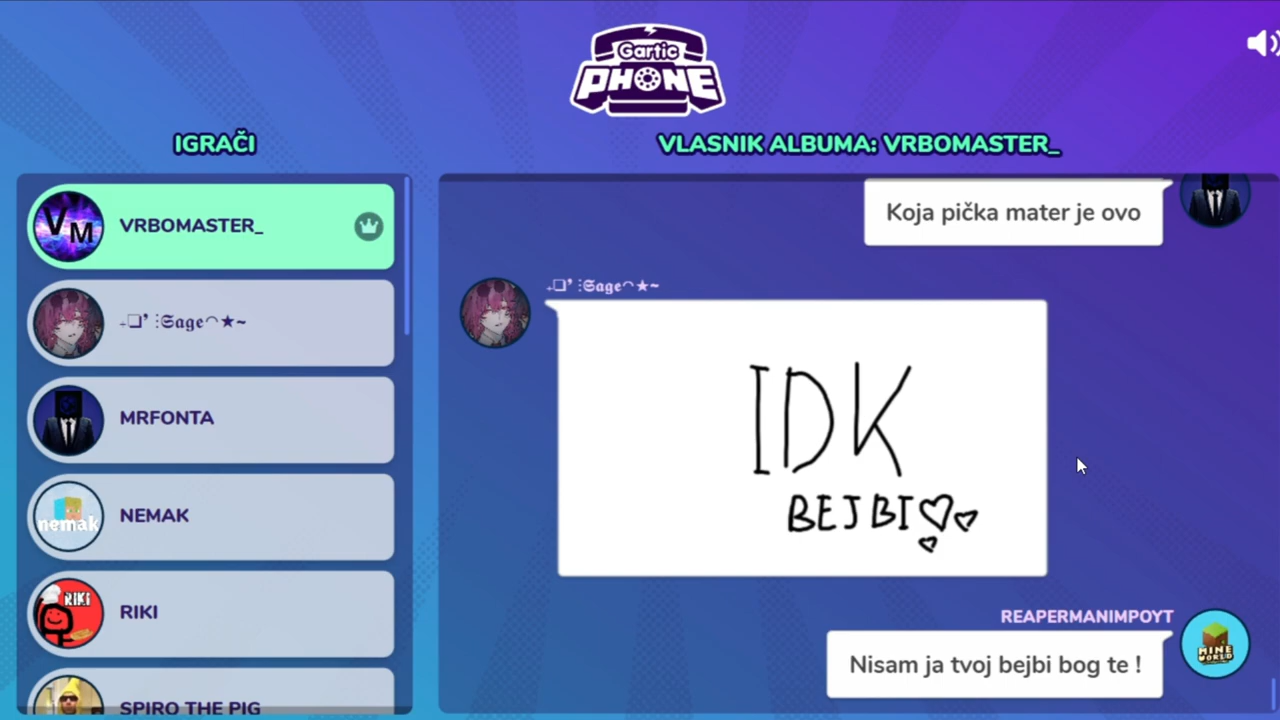 Gartic
PHONE
IGRAČI
VLASNIK ALBUMA: VRBOMASTER_
VM
VRBOMASTER_
Koja pička mater je ovo
₊❏❜⋮𝕾𝖆𝖌𝖊⌒★~
₊❏❜⋮𝕾𝖆𝖌𝖊⌒★~
IDK
BEJBI♡♡♡
MRFONTA
nemak
NEMAK
RIKI
RIKI
REAPERMANIMPOYT
Nisam ja tvoj bejbi bog te !
MINE
WORLD
SPIRO THE PIG